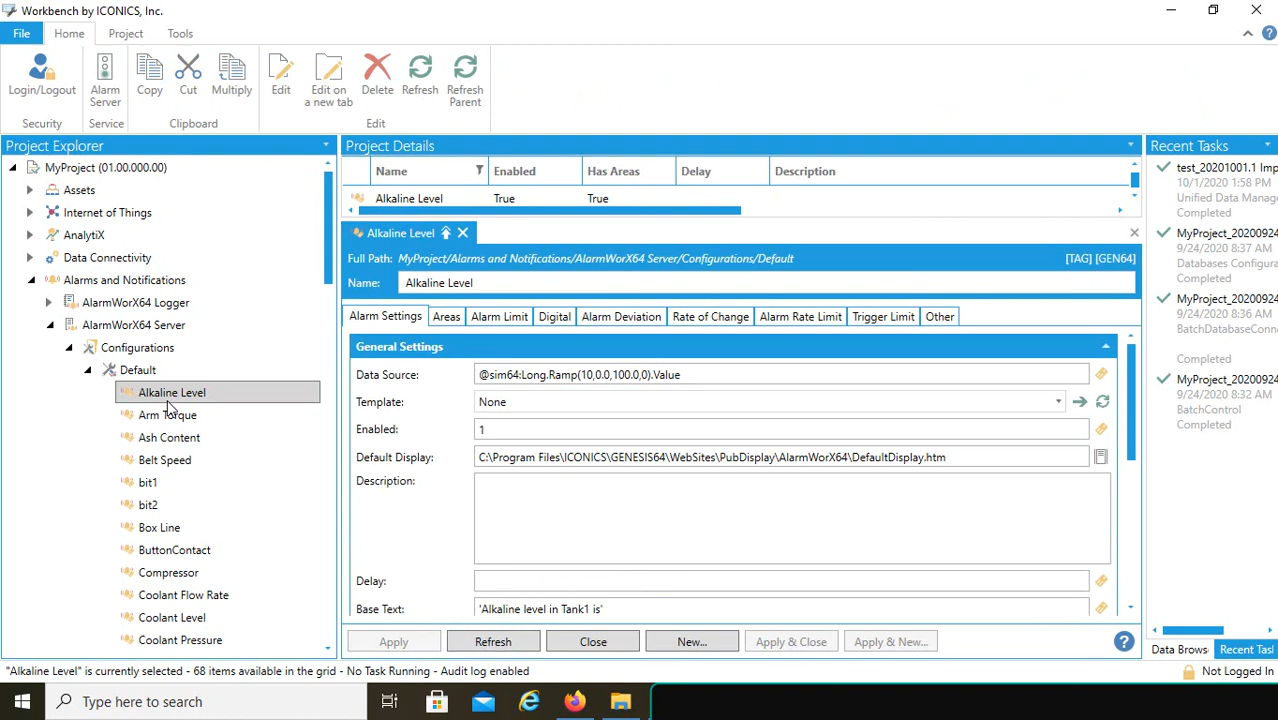 Workbench by ICONICS, Inc.
File Home Project Tools
Login/Logout Alarm Server Copy Cut Multiply Edit Edit on a new tab Delete Refresh Refresh Parent
Security Service Clipboard Edit
Project Explorer
MyProject (01.00.000.00)
Assets
Internet of Things
AnalytiX
Data Connectivity
Alarms and Notifications
AlarmWorX64 Logger
AlarmWorX64 Server
Configurations
Default
Alkaline Level
Arm Torque
Ash Content
Belt Speed
bit1
bit2
Box Line
ButtonContact
Compressor
Coolant Flow Rate
Coolant Level
Coolant Pressure
Project Details
Name Enabled Has Areas Delay Description
Alkaline Level True True
Alkaline Level
Full Path: MyProject/Alarms and Notifications/AlarmWorX64 Server/Configurations/Default [TAG] [GEN64]
Name: Alkaline Level
Alarm Settings Areas Alarm Limit Digital Alarm Deviation Rate of Change Alarm Rate Limit Trigger Limit Other
General Settings
Data Source: @sim64:Long.Ramp(10,0.0,100.0,0).Value
Template: None
Enabled: 1
Default Display: C:\Program Files\ICONICS\GENESIS64\WebSites\PubDisplay\AlarmWorX64\DefaultDisplay.htm
Description:
Delay:
Base Text: 'Alkaline level in Tank1 is'
Apply Refresh Close New... Apply & Close Apply & New... ?
Recent Tasks
test_20201001.1 Imp
10/1/2020 1:58 PM
Unified Data Manage
Completed
MyProject_20200924
9/24/2020 8:37 AM
Databases Configura
Completed
MyProject_20200924
9/24/2020 8:36 AM
BatchDatabaseConne
Completed
MyProject_20200924
9/24/2020 8:32 AM
BatchControl
Completed
Data Brows Recent Task
"Alkaline Level" is currently selected - 68 items available in the grid - No Task Running - Audit log enabled Not Logged In
Type here to search